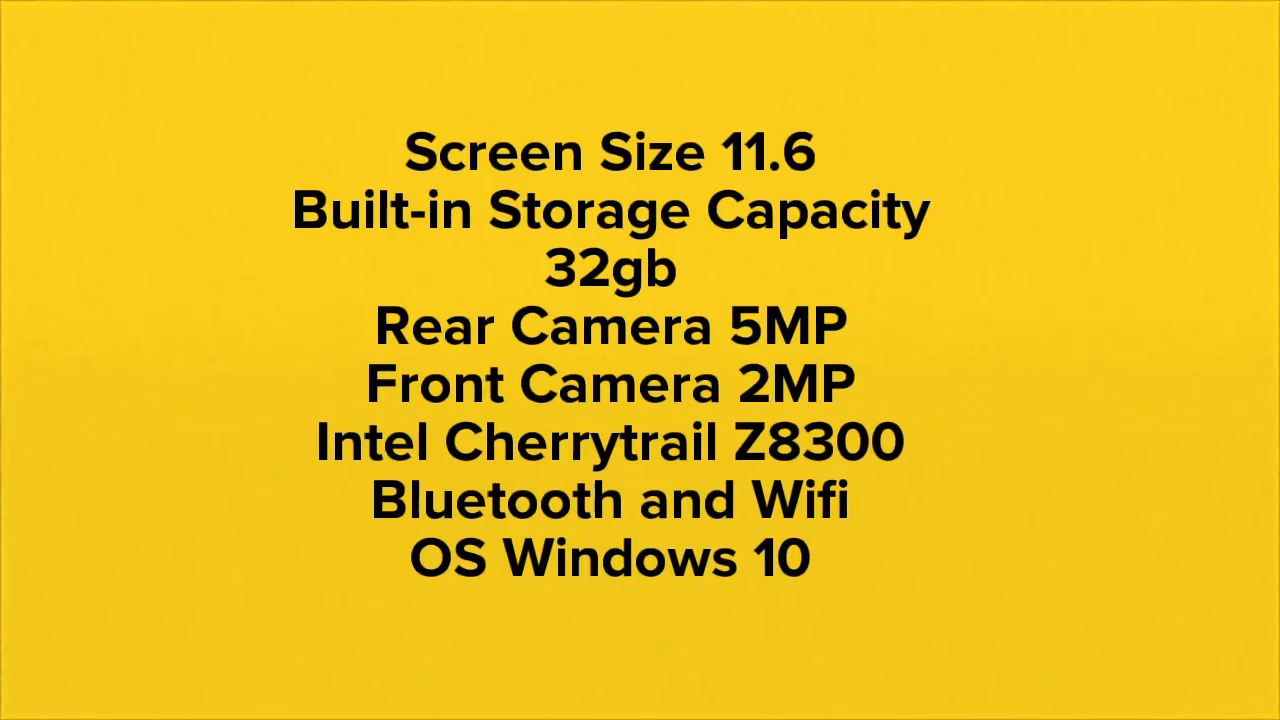 Screen Size 11.6
Built-in Storage Capacity
32gb
Rear Camera 5MP
Front Camera 2MP
Intel Cherrytrail Z8300
Bluetooth and Wifi
OS Windows 10